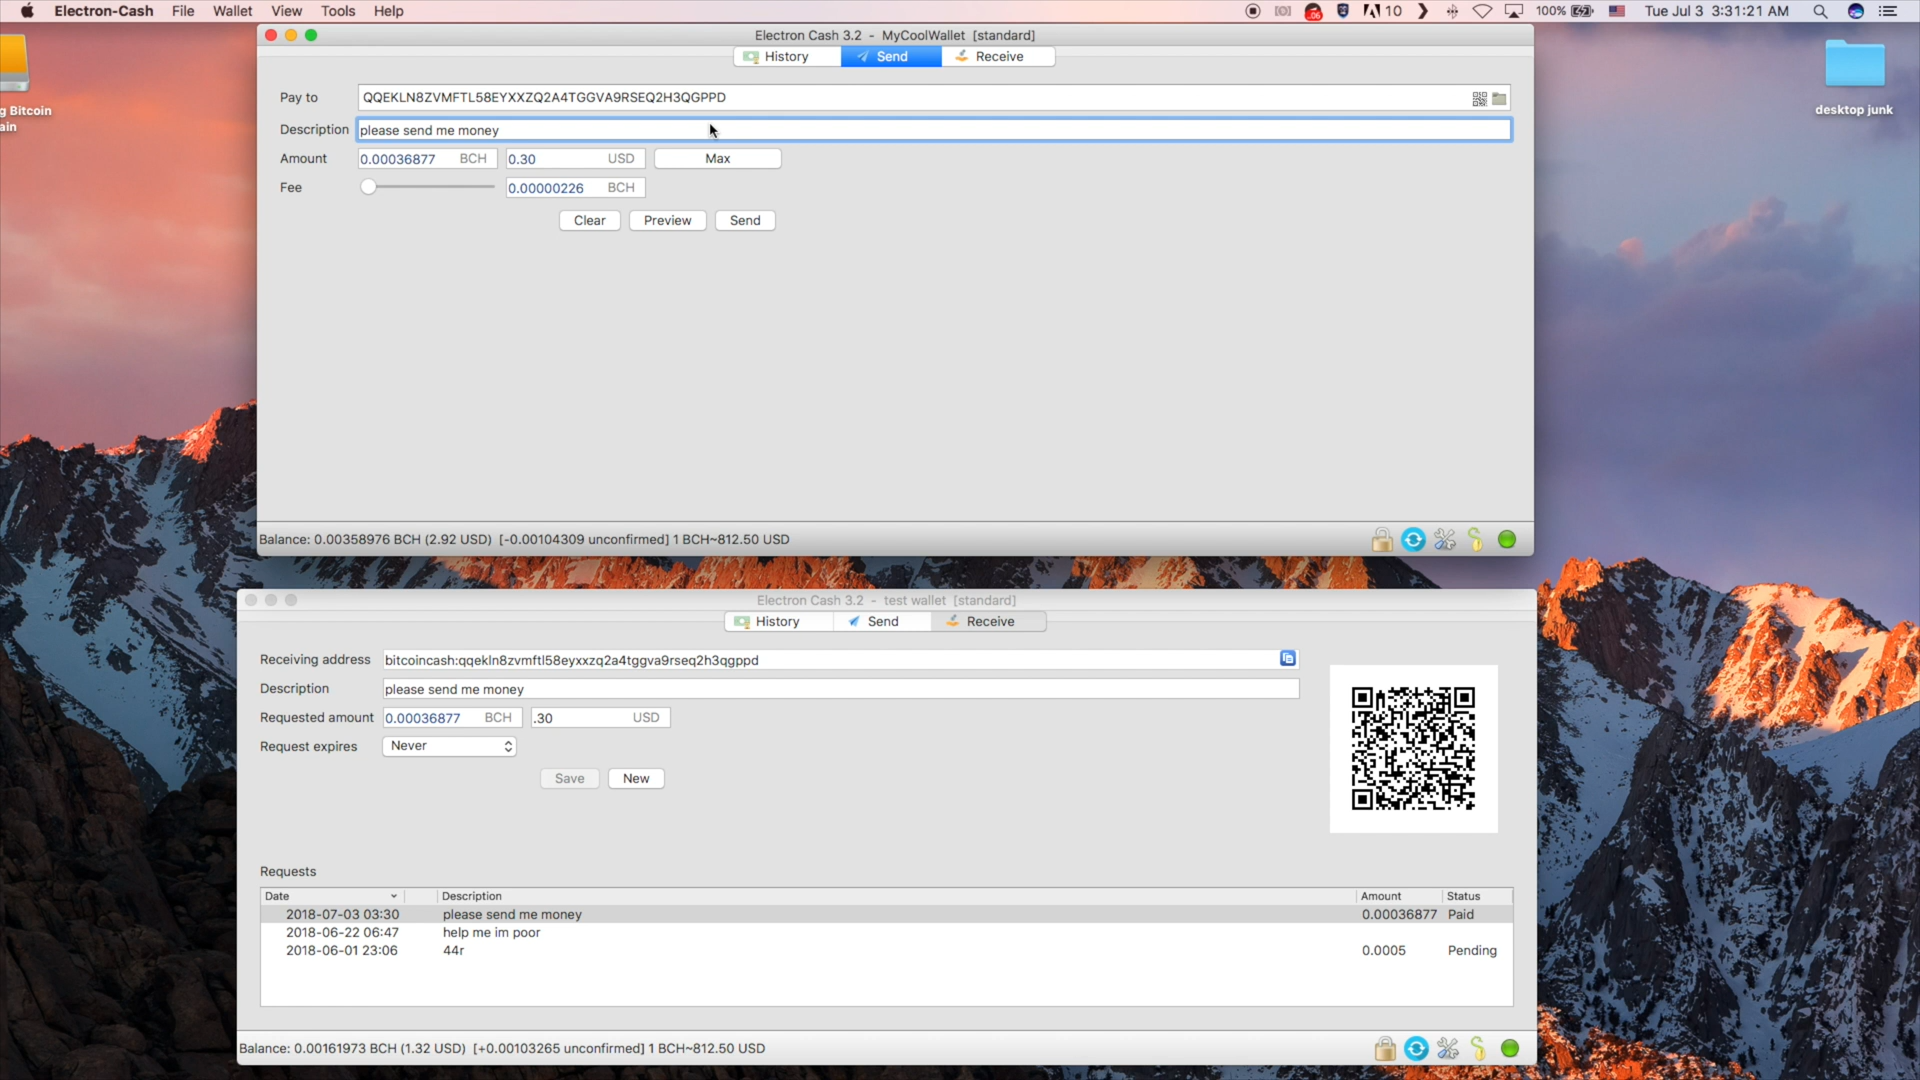 Electron-Cash File Wallet View Tools Help
.06 10 100% Tue Jul 3 3:31:21 AM
g Bitcoin
ain
desktop junk
Electron Cash 3.2 - MyCoolWallet [standard]
History Send Receive
Pay to QQEKLN8ZVMFTL58EYXXZQ2A4TGGVA9RSEQ2H3QGPPD
Description please send me money
Amount 0.00036877 BCH 0.30 USD Max
Fee 0.00000226 BCH
Clear Preview Send
Balance: 0.00358976 BCH (2.92 USD) [-0.00104309 unconfirmed] 1 BCH~812.50 USD
Electron Cash 3.2 - test wallet [standard]
History Send Receive
Receiving address bitcoincash:qqekln8zvmftl58eyxxzq2a4tggva9rseq2h3qgppd
Description please send me money
Requested amount 0.00036877 BCH .30 USD
Request expires Never
Save New
Requests
Date Description Amount Status
2018-07-03 03:30 please send me money 0.00036877 Paid
2018-06-22 06:47 help me im poor
2018-06-01 23:06 44r 0.0005 Pending
Balance: 0.00161973 BCH (1.32 USD) [+0.00103265 unconfirmed] 1 BCH~812.50 USD